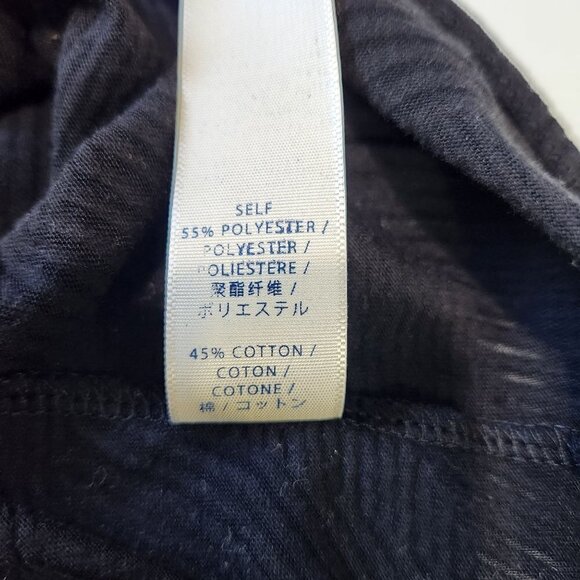 SELF
55% POLYESTER /
POLYESTER /
POLIESTERE /
聚酯纤维 /
ポリエステル
45% COTTON /
COTON /
COTONE /
棉 / コットン